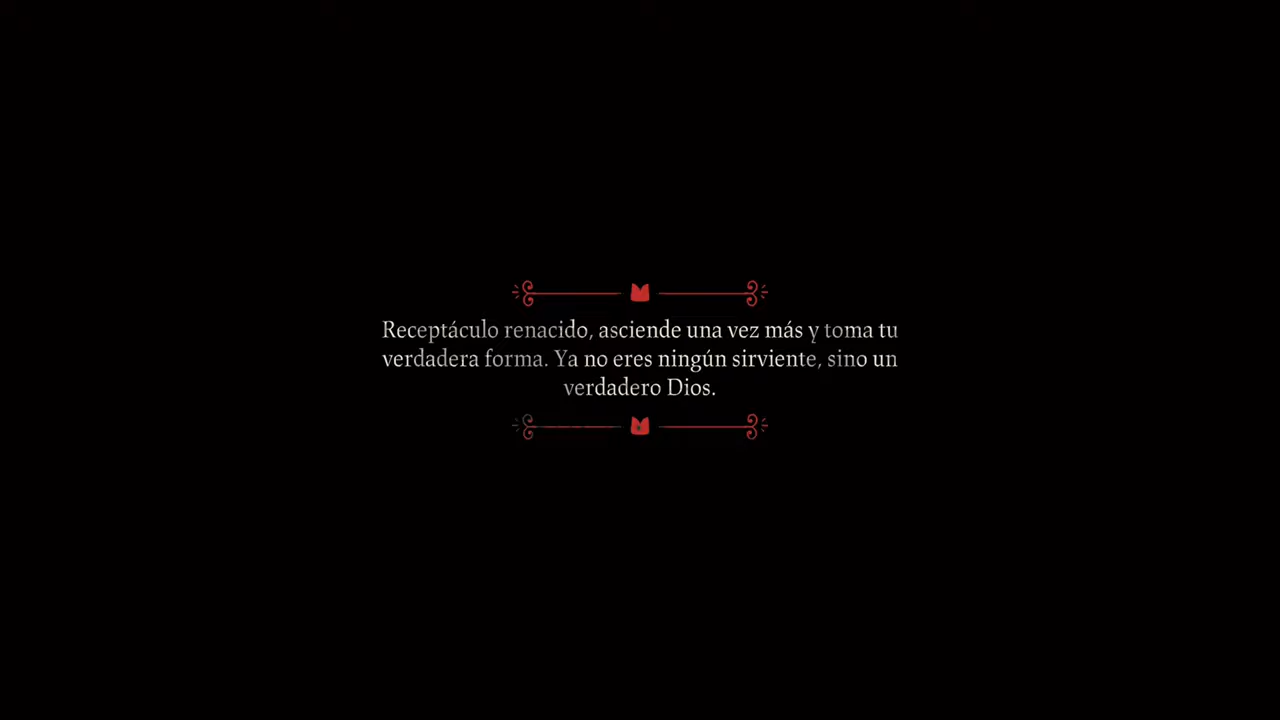 Receptáculo renacido, asciende una vez más y toma tu
verdadera forma. Ya no eres ningún sirviente, sino un
verdadero Dios.